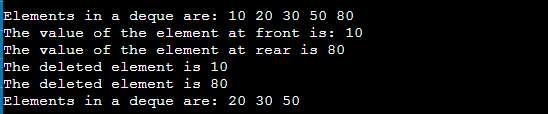 Elements in a deque are: 10 20 30 50 80
The value of the element at front is: 10
The value of the element at rear is 80
The deleted element is 10
The deleted element is 80
Elements in a deque are: 20 30 50